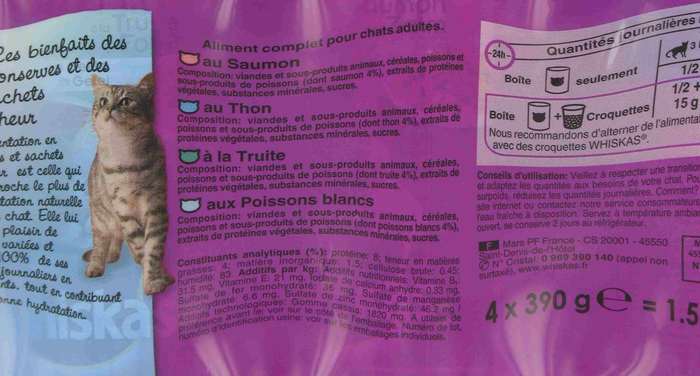 Les bienfaits des
onserves et des
chets
heur
entation en
s et sachets
r est celle qui
roche le plus de
tation naturelle
chat. Elle lui
plaisir de
variées et
100% de ses
journaliers en
nts, tout en contribuant
onne hydratation.
Aliment complet pour chats adultes.
au Saumon
Composition: viandes et sous-produits animaux, céréales, poissons et
sous-produits de poissons (dont saumon 4%), extraits de protéines
végétales, substances minérales, sucres.
au Thon
Composition: viandes et sous-produits animaux, céréales,
poissons et sous-produits de poissons (dont thon 4%), extraits de
protéines végétales, substances minérales, sucres.
à la Truite
Composition: viandes et sous-produits animaux, céréales,
poissons et sous-produits de poissons (dont truite 4%), extraits de
protéines végétales, substances minérales, sucres.
aux Poissons blancs
Composition: viandes et sous-produits animaux, céréales,
poissons et sous-produits de poissons (dont poissons blancs 4%),
extraits de protéines végétales, substances minérales, sucres.
Constituants analytiques (%): protéine: 8; teneur en matières
grasses: 4; matière inorganique: 1.5; cellulose brute: 0.45;
humidité: 83. Additifs par kg: Additifs nutritionnels: Vitamine B₁:
31.5 mg, Vitamine E: 21 mg, Iodate de calcium anhydre: 0.33 mg,
Sulfate de fer monohydraté: 36 mg, Sulfate de manganèse
monohydraté: 6.6 mg, Sulfate de zinc monohydraté: 46.2 mg /
Additifs technologiques: Gomme cassia: 1820 mg. A utiliser de
préférence avant le: voir sur le côté de l'emballage. Numéro de lot,
numéro d'identification usine: voir sur les emballages individuels.
24h
Quantités journalières
3
Boîte seulement 1/2
1/2 +
Boîte + Croquettes 15 g
Nous recommandons d'alterner de l'alimenta
avec des croquettes WHISKAS®.
Conseils d'utilisation: Veillez à respecter une transition
et adaptez les quantités aux besoins de votre chat. Pou
surpoids, réduisez les quantités journalières. Comment
site internet ou contactez notre service consommateurs
l'eau fraîche à disposition. Servez à température ambia
ouvert, se conserve 2 jours au réfrigérateur.
F Mars PF France - CS 20001 - 45550
Saint-Denis-de-l'Hôtel
N° Cristal: 0 969 390 140 (appel non
surtaxé), www.whiskas.fr
4 x 390 g e = 1.5